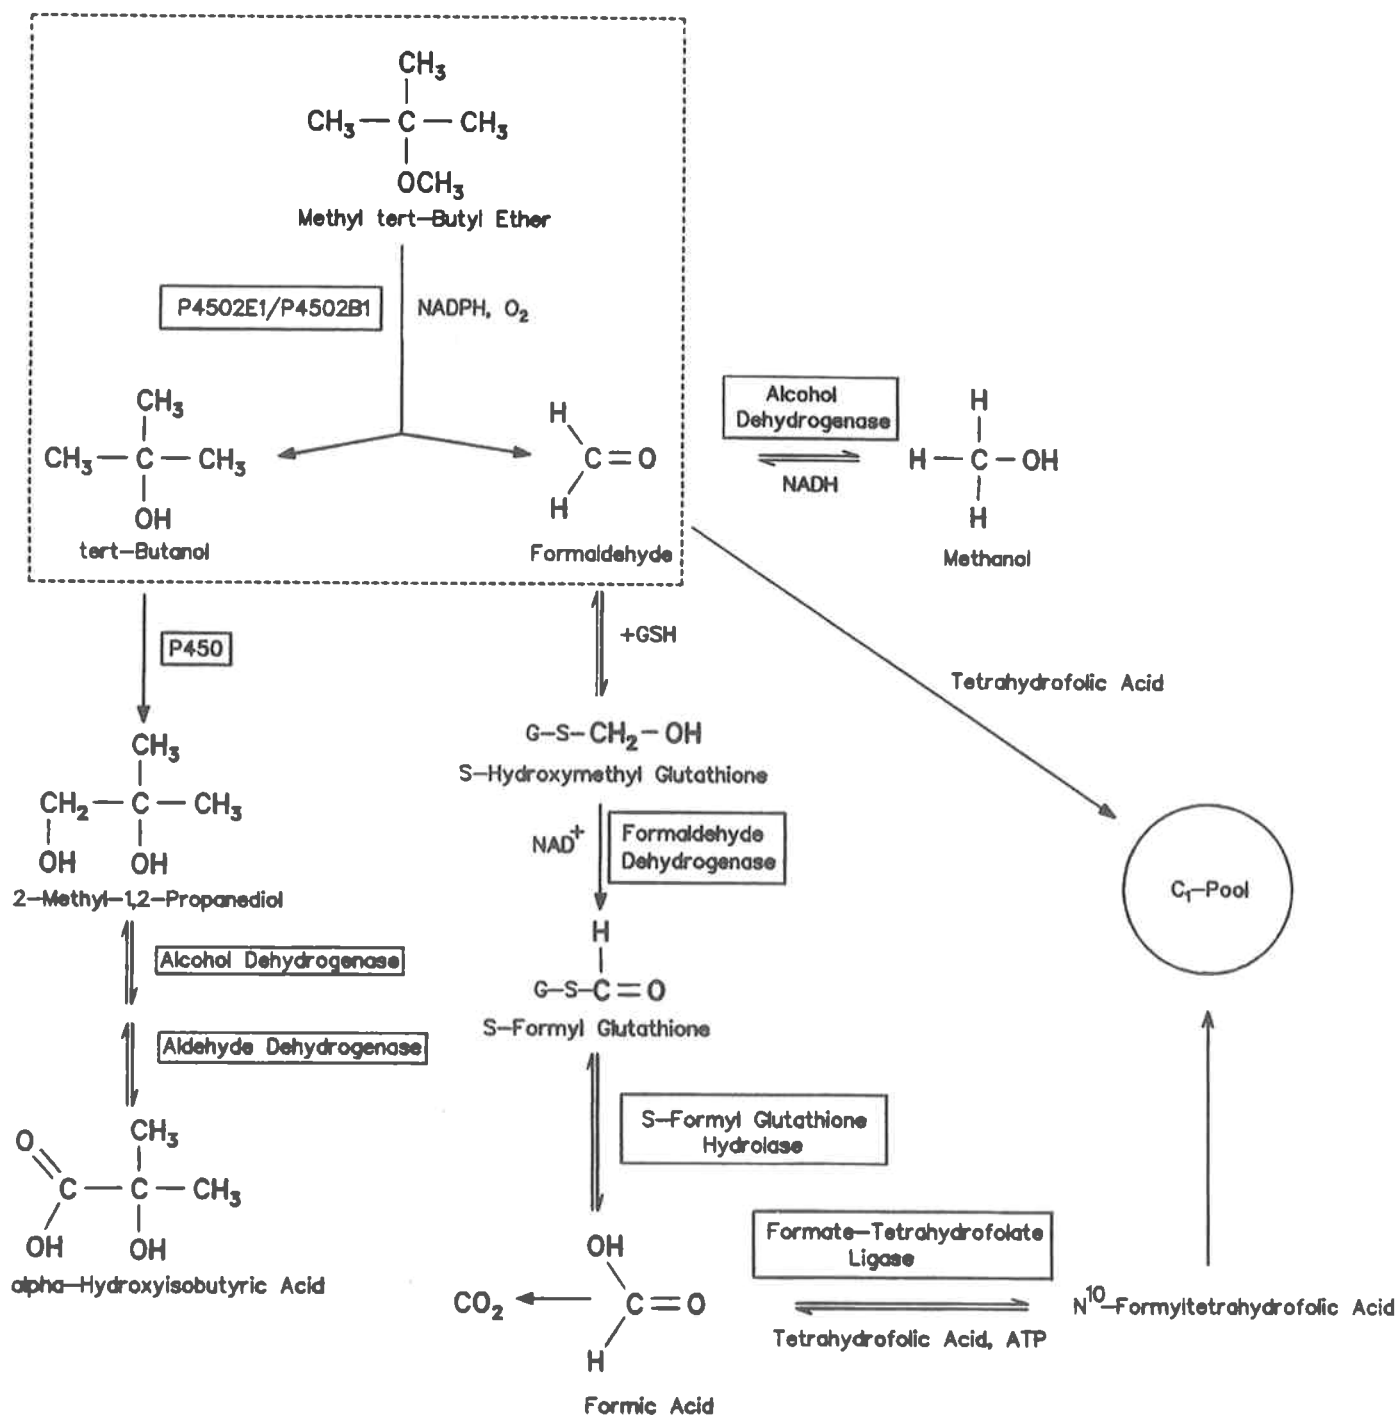 CH₃
CH₃—C—CH₃
OCH₃
Methyl tert-Butyl Ether
P4502E1/P4502B1
NADPH, O₂
CH₃
CH₃—C—CH₃
OH
tert-Butanol
H
C=O
H
Formaldehyde
Alcohol
Dehydrogenase
NADH
H
H—C—OH
H
Methanol
P450
+GSH
Tetrahydrofolic Acid
CH₃
CH₂—C—CH₃
OH OH
2-Methyl-1,2-Propanediol
G-S-CH₂-OH
S-Hydroxymethyl Glutathione
NAD⁺
Formaldehyde
Dehydrogenase
C₁-Pool
Alcohol Dehydrogenase
Aldehyde Dehydrogenase
H
G-S-C=O
S-Formyl Glutathione
S-Formyl Glutathione
Hydrolase
CH₃
O
C—C—CH₃
OH OH
alpha-Hydroxyisobutyric Acid
OH
CO₂
C=O
H
Formic Acid
Formate-Tetrahydrofolate
Ligase
Tetrahydrofolic Acid, ATP
N¹⁰-Formyltetrahydrofolic Acid